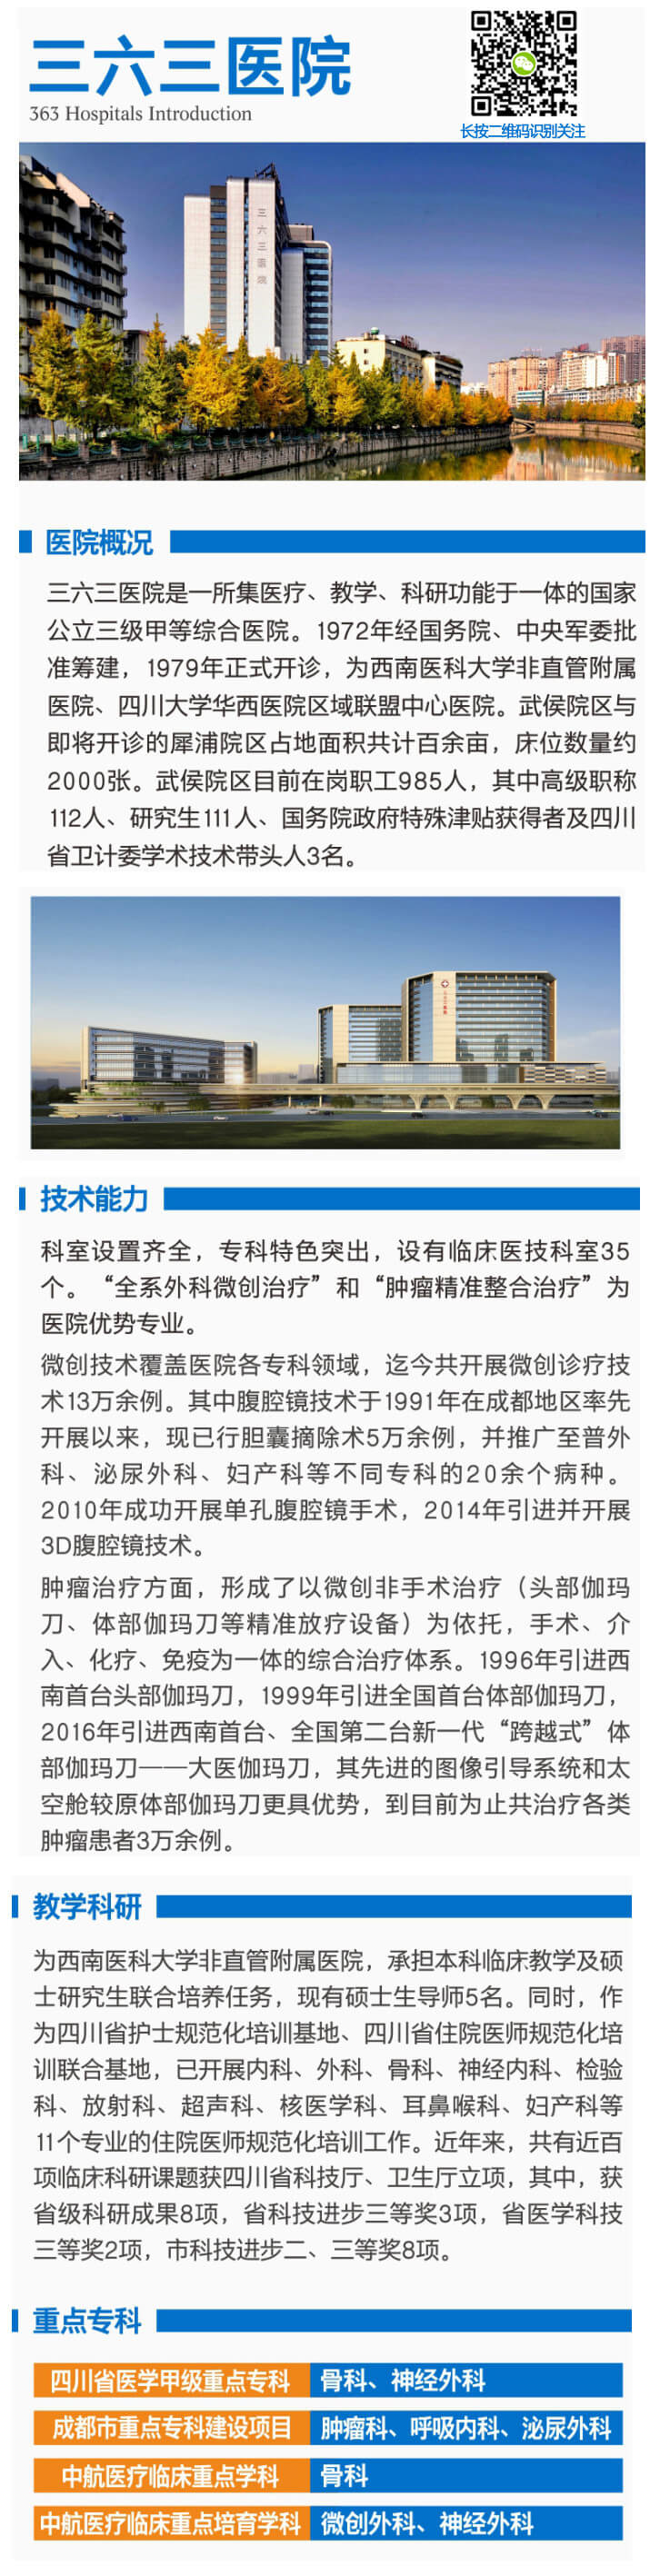 三六三医院
363 Hospitals Introduction
长按二维码识别关注
三六三医院
医院概况
三六三医院是一所集医疗、教学、科研功能于一体的国家
公立三级甲等综合医院。1972年经国务院、中央军委批
准筹建，1979年正式开诊，为西南医科大学非直管附属
医院、四川大学华西医院区域联盟中心医院。武侯院区与
即将开诊的犀浦院区占地面积共计百余亩，床位数量约
2000张。武侯院区目前在岗职工985人，其中高级职称
112人、研究生111人、国务院政府特殊津贴获得者及四川
省卫计委学术技术带头人3名。
三六三医院
技术能力
科室设置齐全，专科特色突出，设有临床医技科室35
个。“全系外科微创治疗”和“肿瘤精准整合治疗”为
医院优势专业。
微创技术覆盖医院各专科领域，迄今共开展微创诊疗技
术13万余例。其中腹腔镜技术于1991年在成都地区率先
开展以来，现已行胆囊摘除术5万余例，并推广至普外
科、泌尿外科、妇产科等不同专科的20余个病种。
2010年成功开展单孔腹腔镜手术，2014年引进并开展
3D腹腔镜技术。
肿瘤治疗方面，形成了以微创非手术治疗（头部伽玛
刀、体部伽玛刀等精准放疗设备）为依托，手术、介
入、化疗、免疫为一体的综合治疗体系。1996年引进西
南首台头部伽玛刀，1999年引进全国首台体部伽玛刀，
2016年引进西南首台、全国第二台新一代“跨越式”体
部伽玛刀——大医伽玛刀，其先进的图像引导系统和太
空舱较原体部伽玛刀更具优势，到目前为止共治疗各类
肿瘤患者3万余例。
教学科研
为西南医科大学非直管附属医院，承担本科临床教学及硕
士研究生联合培养任务，现有硕士生导师5名。同时，作
为四川省护士规范化培训基地、四川省住院医师规范化培
训联合基地，已开展内科、外科、骨科、神经内科、检验
科、放射科、超声科、核医学科、耳鼻喉科、妇产科等
11个专业的住院医师规范化培训工作。近年来，共有近百
项临床科研课题获四川省科技厅、卫生厅立项，其中，获
省级科研成果8项，省科技进步三等奖3项，省医学科技
三等奖2项，市科技进步二、三等奖8项。
重点专科
四川省医学甲级重点专科 骨科、神经外科
成都市重点专科建设项目 肿瘤科、呼吸内科、泌尿外科
中航医疗临床重点学科 骨科
中航医疗临床重点培育学科 微创外科、神经外科